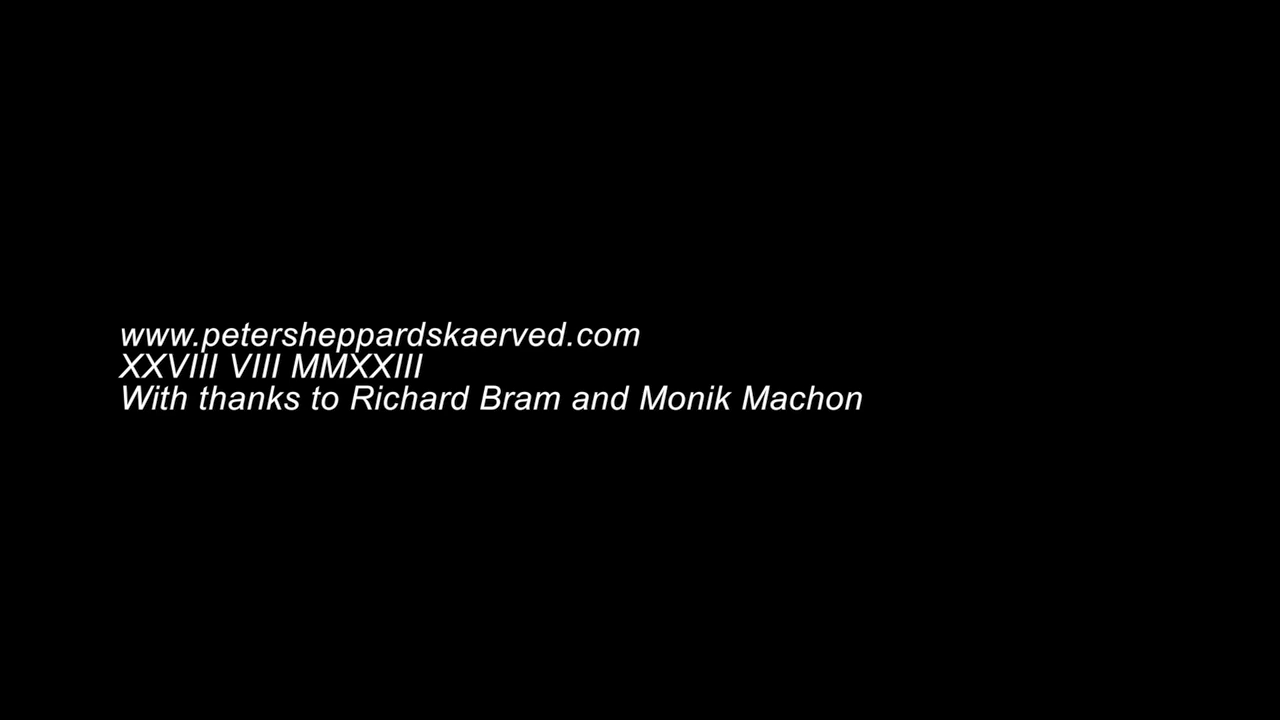 www.petersheppardskaerved.com
XXVIII VIII MMXXIII
With thanks to Richard Bram and Monik Machon